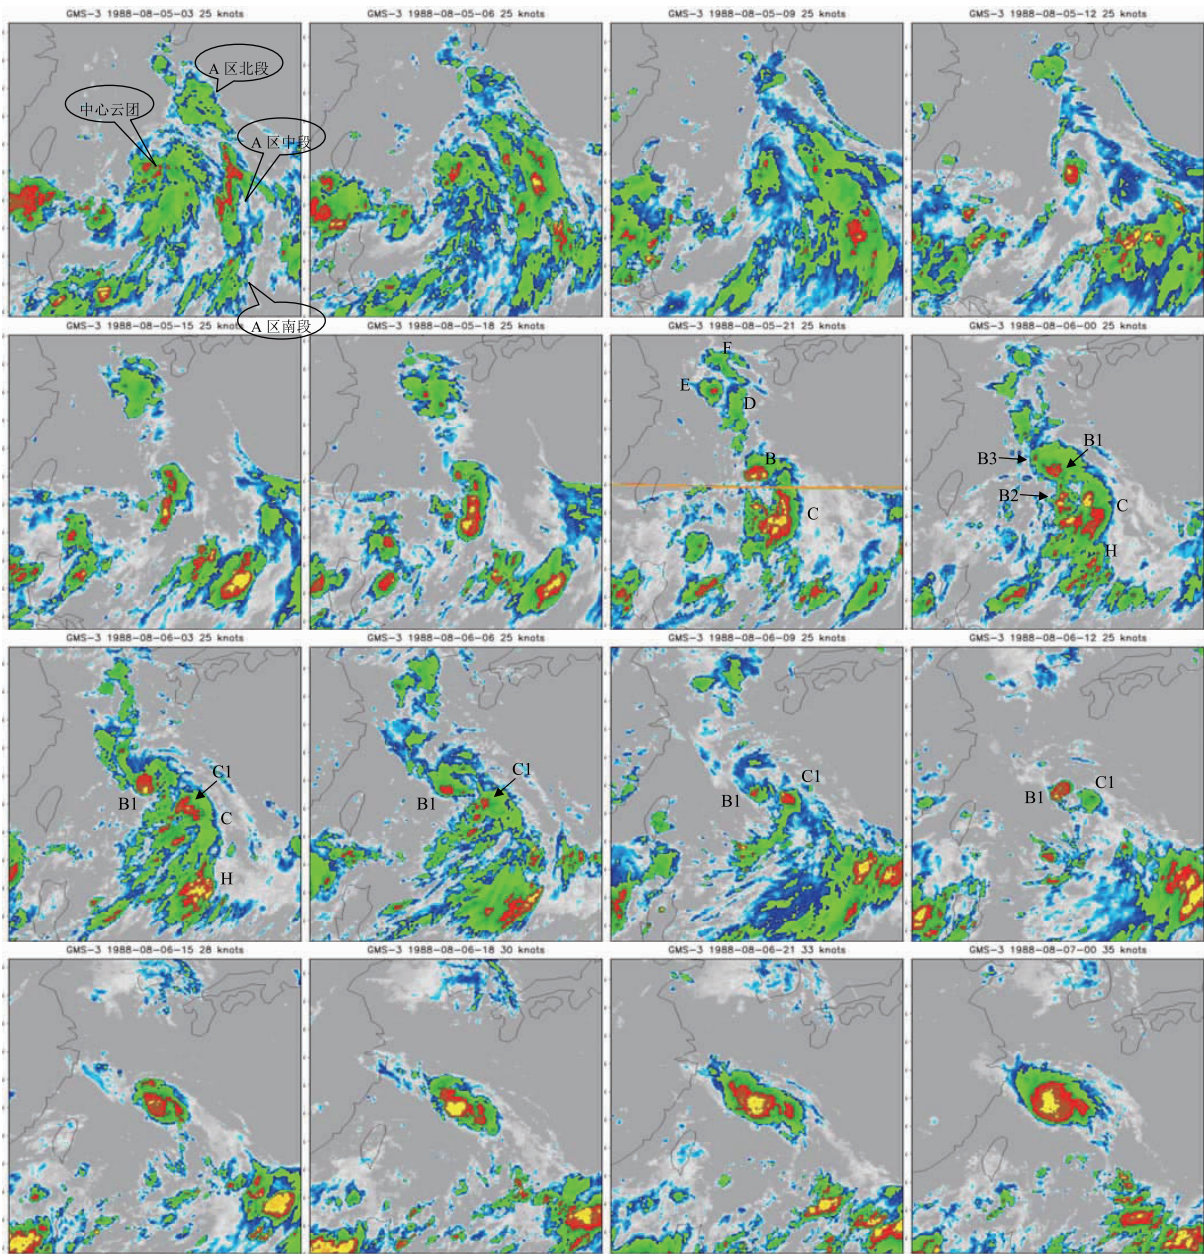 GMS-3 1988-08-05-03 25 knots
GMS-3 1988-08-05-06 25 knots
GMS-3 1988-08-05-09 25 knots
GMS-3 1988-08-05-12 25 knots
A 区北段
中心云团
A 区中段
A 区南段
GMS-3 1988-08-05-15 25 knots
GMS-3 1988-08-05-18 25 knots
GMS-3 1988-08-05-21 25 knots
GMS-3 1988-08-06-00 25 knots
F
E
D
B
C
B1
B3
B2
C
H
GMS-3 1988-08-06-03 25 knots
GMS-3 1988-08-06-06 25 knots
GMS-3 1988-08-06-09 25 knots
GMS-3 1988-08-06-12 25 knots
C1
B1
C
H
C1
B1
C1
B1
C1
B1
GMS-3 1988-08-06-15 28 knots
GMS-3 1988-08-06-18 30 knots
GMS-3 1988-08-06-21 33 knots
GMS-3 1988-08-07-00 35 knots